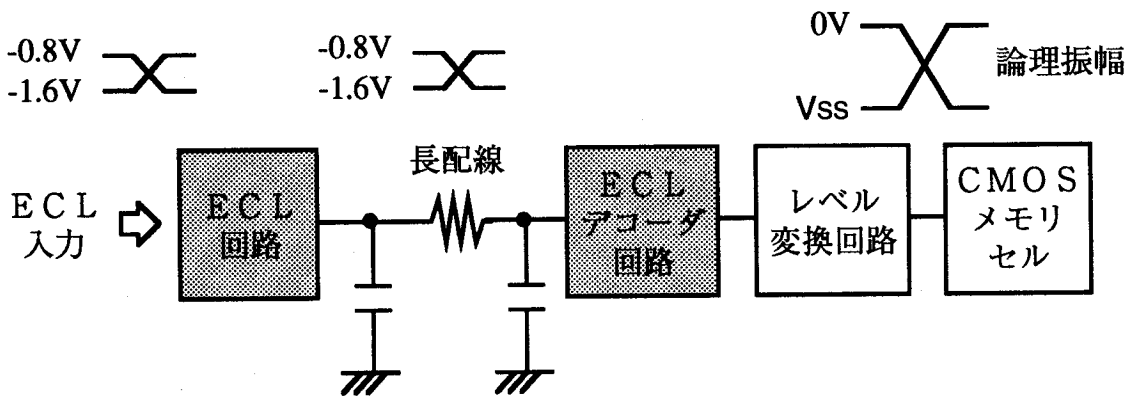 -0.8V
-1.6V
-0.8V
-1.6V
0V
Vss
論理振幅
ＥＣＬ
入力
ＥＣＬ
回路
長配線
ＥＣＬ
デコーダ
回路
レベル
変換回路
ＣＭＯＳ
メモリ
セル